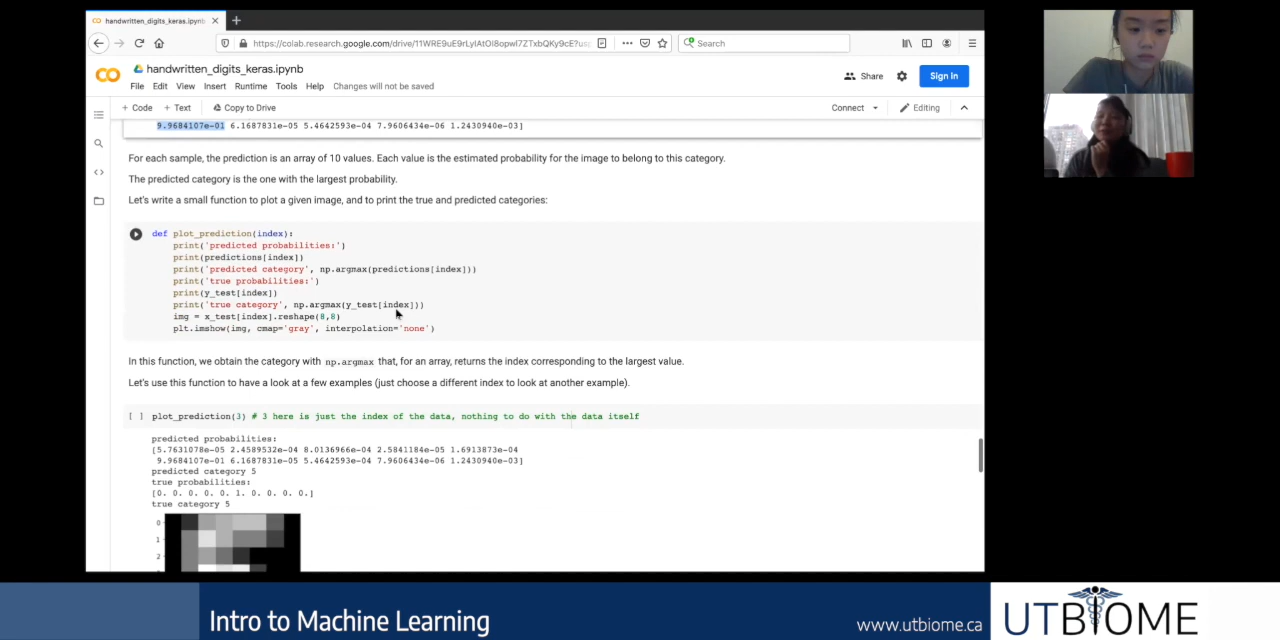 handwritten_digits_keras.ipynb
https://colab.research.google.com/drive/11WRE9uE9rLyIAtOI8opwI7ZTxbQKy9cE?us
Search
handwritten_digits_keras.ipynb
Share
Sign in
File Edit View Insert Runtime Tools Help Changes will not be saved
+ Code + Text Copy to Drive
Connect
Editing
9.9684107e-01 6.1687831e-05 5.4642593e-04 7.9606434e-06 1.2430940e-03]
For each sample, the prediction is an array of 10 values. Each value is the estimated probability for the image to belong to this category.
The predicted category is the one with the largest probability.
Let's write a small function to plot a given image, and to print the true and predicted categories:
def plot_prediction(index):
print('predicted probabilities:')
print(predictions[index])
print('predicted category', np.argmax(predictions[index]))
print('true probabilities:')
print(y_test[index])
print('true category', np.argmax(y_test[index]))
img = x_test[index].reshape(8,8)
plt.imshow(img, cmap='gray', interpolation='none')
In this function, we obtain the category with np.argmax that, for an array, returns the index corresponding to the largest value.
Let's use this function to have a look at a few examples (just choose a different index to look at another example).
[ ] plot_prediction(3) # 3 here is just the index of the data, nothing to do with the data itself
predicted probabilities:
[5.7631078e-05 2.4589532e-04 8.0136966e-04 2.5841184e-05 1.6913873e-04
9.9684107e-01 6.1687831e-05 5.4642593e-04 7.9606434e-06 1.2430940e-03]
predicted category 5
true probabilities:
[0. 0. 0. 0. 0. 1. 0. 0. 0. 0.]
true category 5
0
1
2
Intro to Machine Learning
www.utbiome.ca
UTBIOME